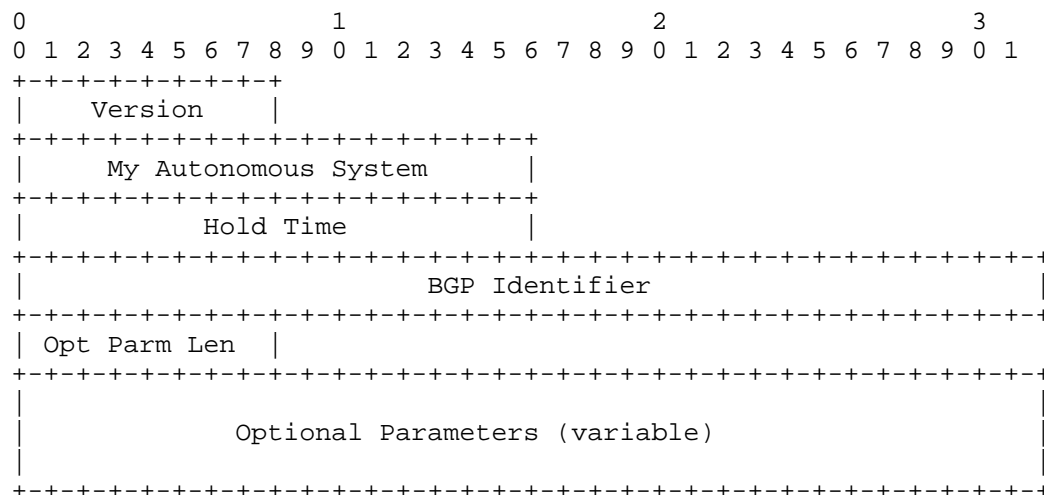 0                   1                   2                   3
0 1 2 3 4 5 6 7 8 9 0 1 2 3 4 5 6 7 8 9 0 1 2 3 4 5 6 7 8 9 0 1
+-+-+-+-+-+-+-+-+
|    Version    |
+-+-+-+-+-+-+-+-+-+-+-+-+-+-+-+-+
|     My Autonomous System      |
+-+-+-+-+-+-+-+-+-+-+-+-+-+-+-+-+
|           Hold Time           |
+-+-+-+-+-+-+-+-+-+-+-+-+-+-+-+-+-+-+-+-+-+-+-+-+-+-+-+-+-+-+-+-+
|                         BGP Identifier                        |
+-+-+-+-+-+-+-+-+-+-+-+-+-+-+-+-+-+-+-+-+-+-+-+-+-+-+-+-+-+-+-+-+
| Opt Parm Len  |
+-+-+-+-+-+-+-+-+-+-+-+-+-+-+-+-+-+-+-+-+-+-+-+-+-+-+-+-+-+-+-+-+
|                                                               |
|             Optional Parameters (variable)                    |
|                                                               |
+-+-+-+-+-+-+-+-+-+-+-+-+-+-+-+-+-+-+-+-+-+-+-+-+-+-+-+-+-+-+-+-+